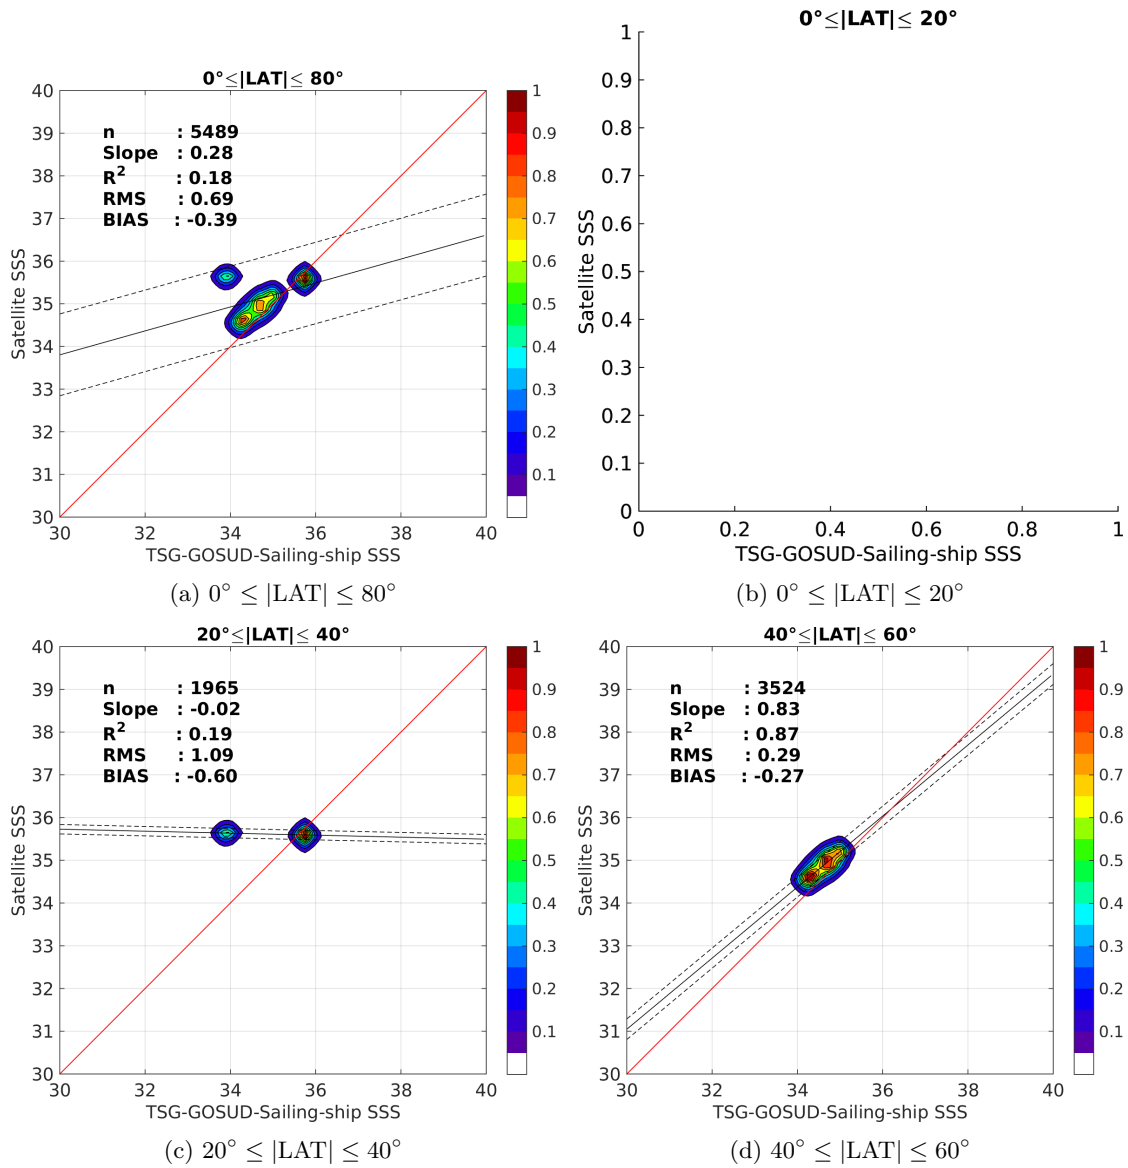 0°≤|LAT|≤ 80°
40
39
38
37
36
35
34
33
32
31
30
30 32 34 36 38 40
Satellite SSS
TSG-GOSUD-Sailing-ship SSS
n : 5489
Slope : 0.28
R² : 0.18
RMS : 0.69
BIAS : -0.39
1
0.9
0.8
0.7
0.6
0.5
0.4
0.3
0.2
0.1
(a) 0° ≤ |LAT| ≤ 80°
0°≤|LAT|≤ 20°
1
0.9
0.8
0.7
0.6
0.5
0.4
0.3
0.2
0.1
0
0 0.2 0.4 0.6 0.8 1
Satellite SSS
TSG-GOSUD-Sailing-ship SSS
(b) 0° ≤ |LAT| ≤ 20°
20°≤|LAT|≤ 40°
40
39
38
37
36
35
34
33
32
31
30
30 32 34 36 38 40
Satellite SSS
TSG-GOSUD-Sailing-ship SSS
n : 1965
Slope : -0.02
R² : 0.19
RMS : 1.09
BIAS : -0.60
1
0.9
0.8
0.7
0.6
0.5
0.4
0.3
0.2
0.1
(c) 20° ≤ |LAT| ≤ 40°
40°≤|LAT|≤ 60°
40
39
38
37
36
35
34
33
32
31
30
30 32 34 36 38 40
Satellite SSS
TSG-GOSUD-Sailing-ship SSS
n : 3524
Slope : 0.83
R² : 0.87
RMS : 0.29
BIAS : -0.27
1
0.9
0.8
0.7
0.6
0.5
0.4
0.3
0.2
0.1
(d) 40° ≤ |LAT| ≤ 60°